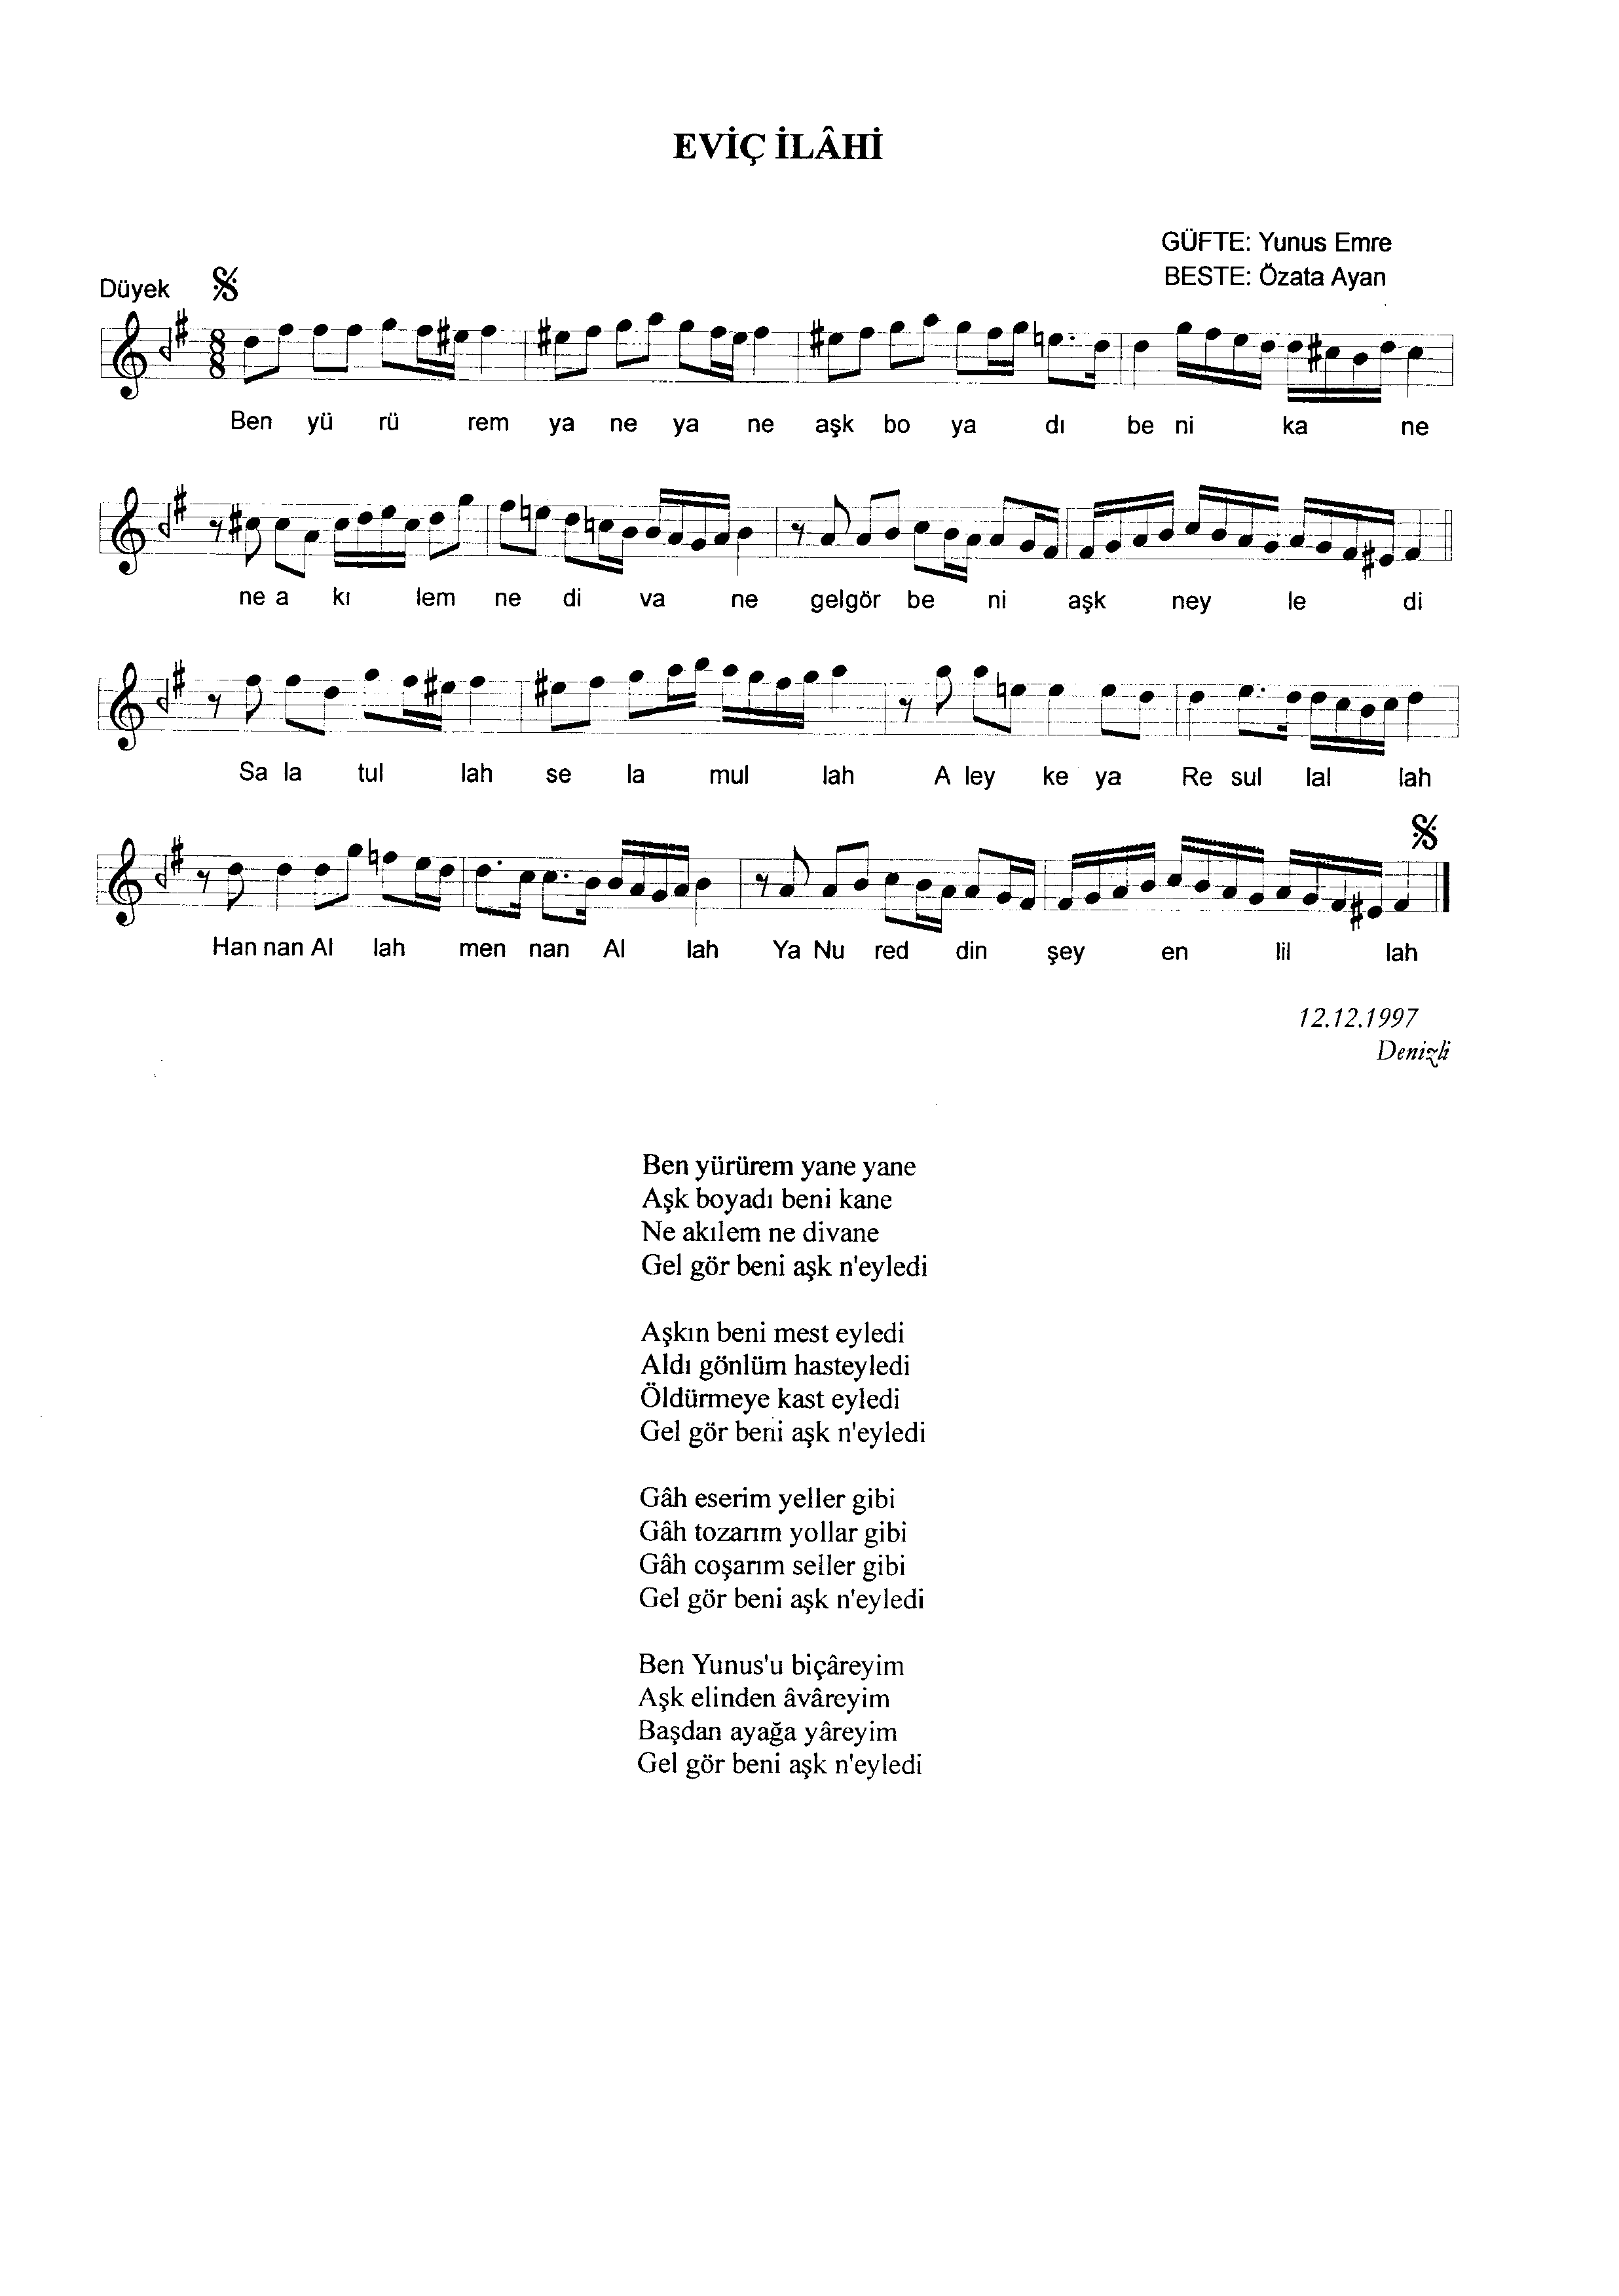 EVİÇ İLÂHİ
GÜFTE: Yunus Emre
BESTE: Özata Ayan
Düyek
8
8
Ben yü rü rem ya ne ya ne aşk bo ya dı be ni ka ne
ne a kı lem ne di va ne gelgör be ni aşk ney le di
Sa la tul lah se la mul lah A ley ke ya Re sul lal lah
Han nan Al lah men nan Al lah Ya Nu red din şey en lil lah
12.12.1997
Denizli
Ben yürürem yane yane
Aşk boyadı beni kane
Ne akılem ne divane
Gel gör beni aşk n'eyledi
Aşkın beni mest eyledi
Aldı gönlüm hasteyledi
Öldürmeye kast eyledi
Gel gör beni aşk n'eyledi
Gâh eserim yeller gibi
Gâh tozarım yollar gibi
Gâh coşarım seller gibi
Gel gör beni aşk n'eyledi
Ben Yunus'u biçâreyim
Aşk elinden âvâreyim
Başdan ayağa yâreyim
Gel gör beni aşk n'eyledi